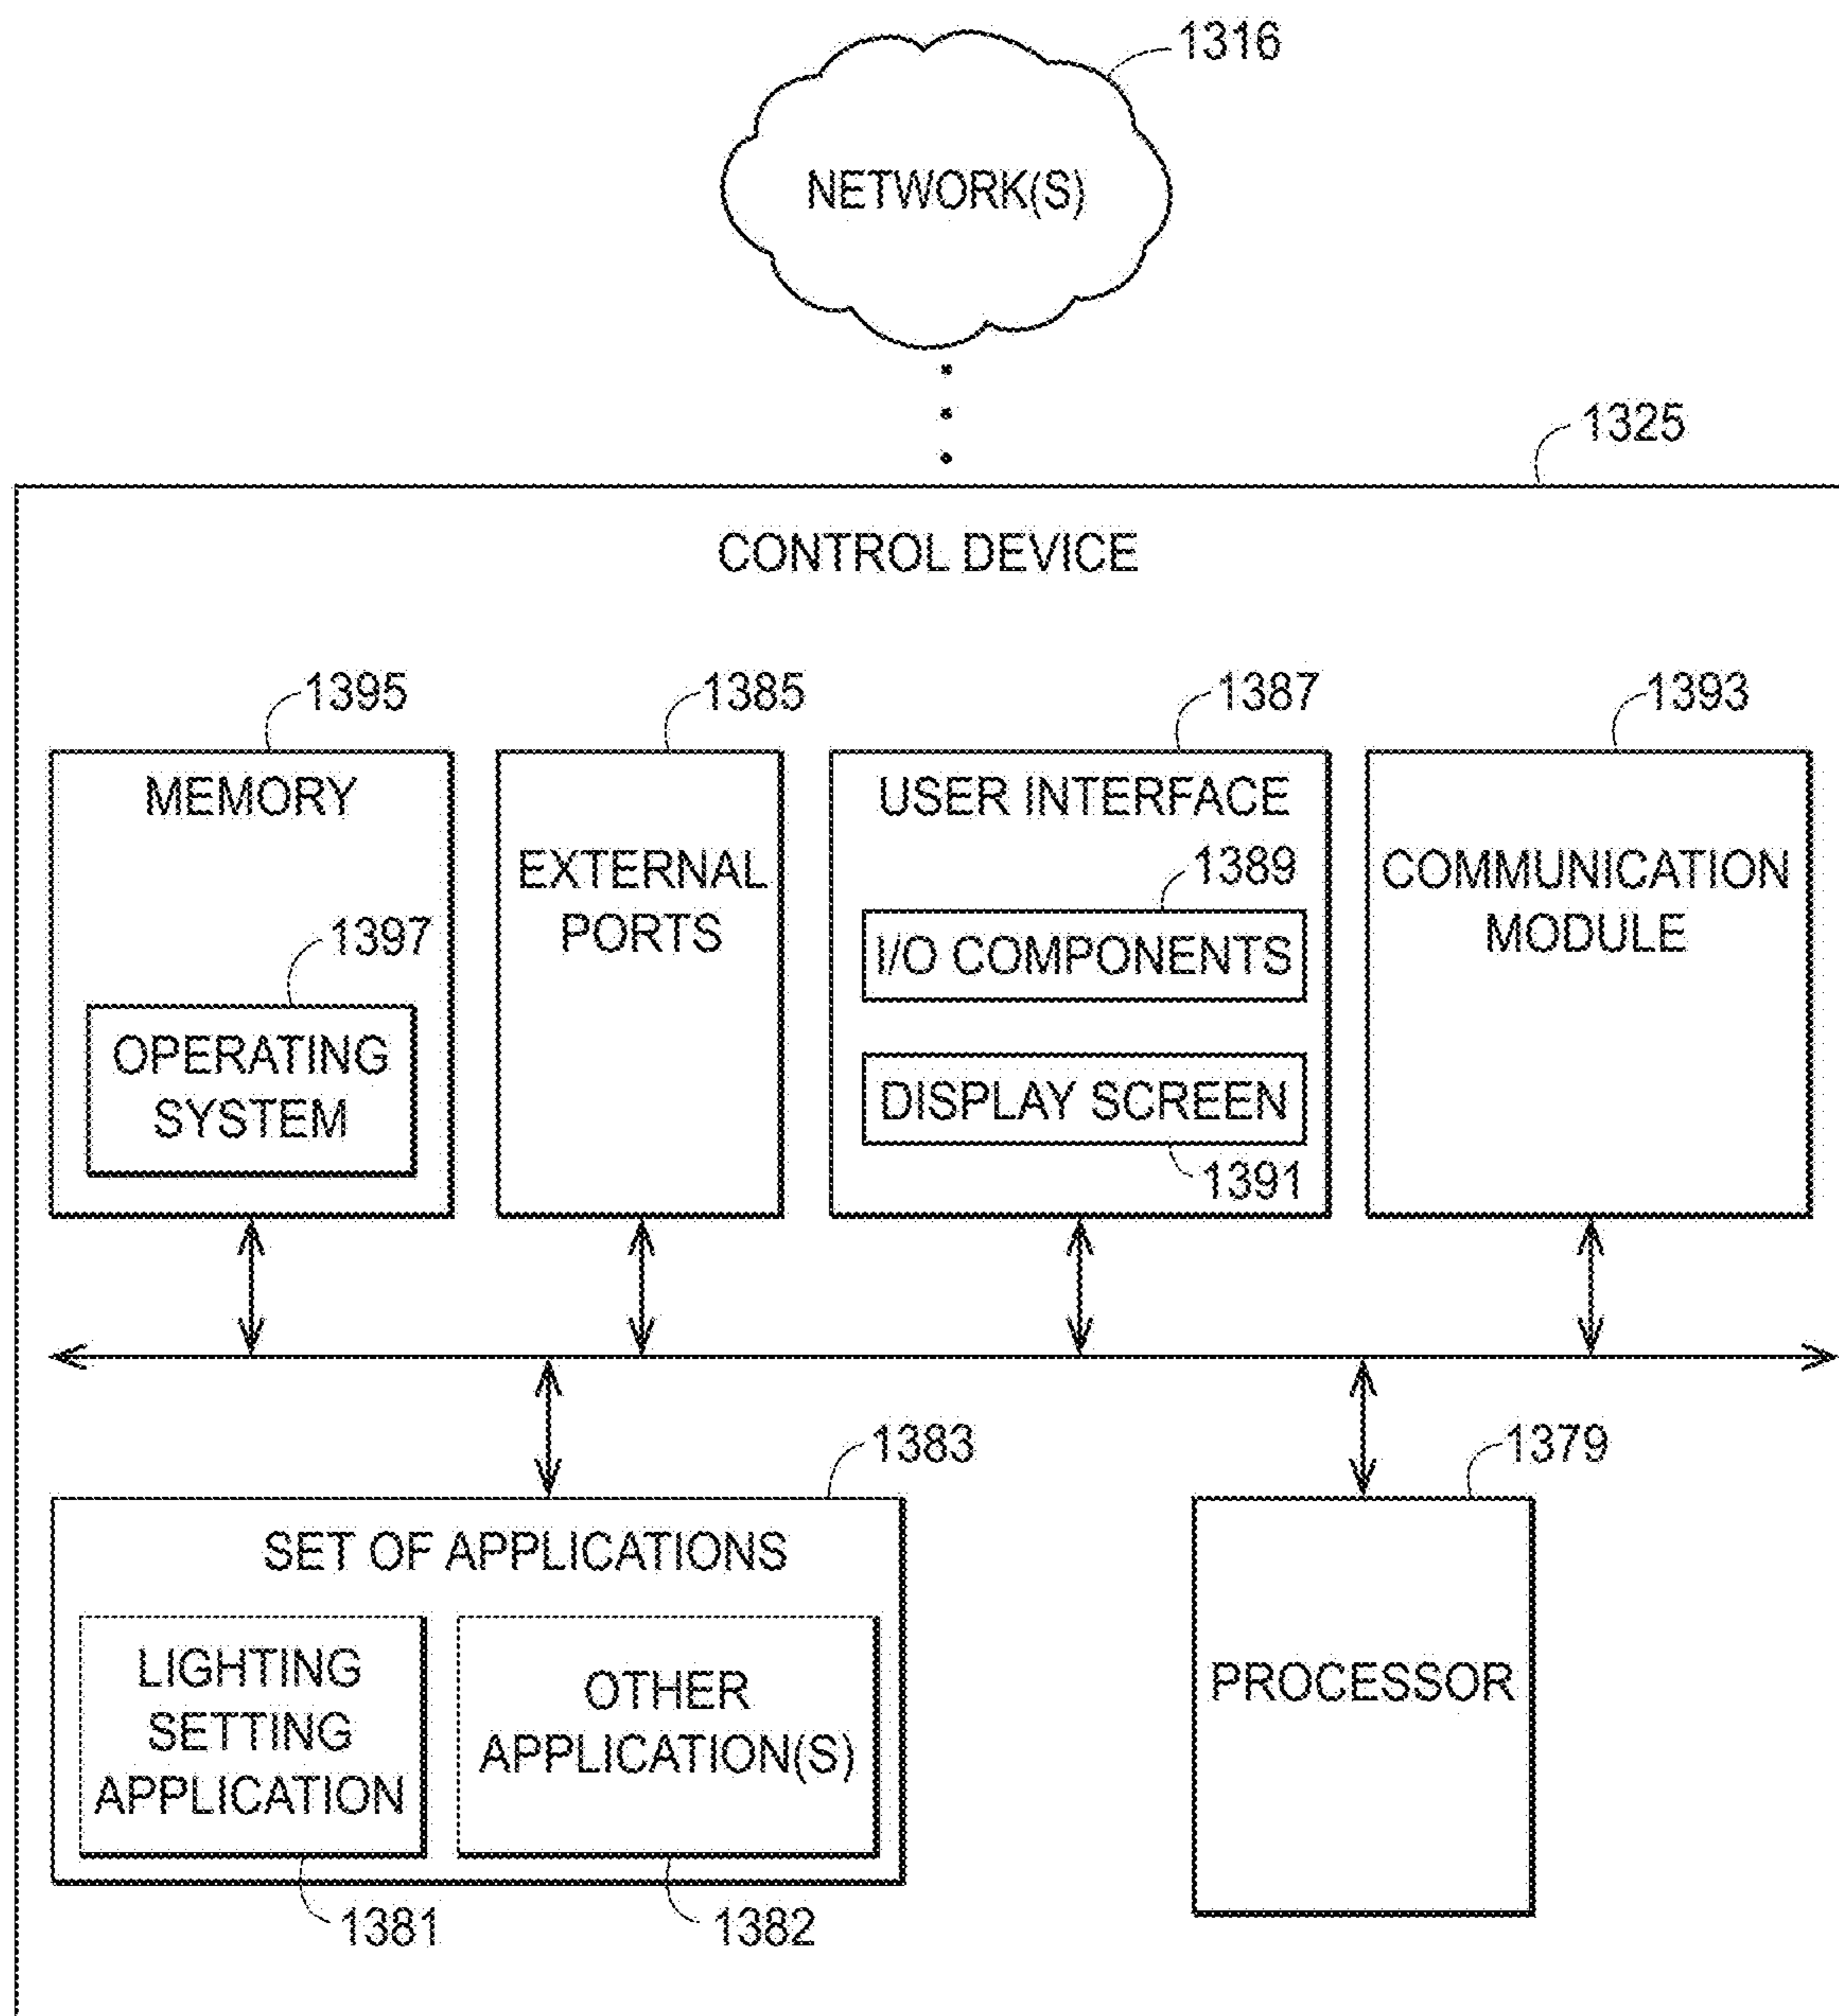 1316
NETWORK(S)
1325
CONTROL DEVICE
1395
1385
1387
1393
MEMORY
EXTERNAL
PORTS
USER INTERFACE
COMMUNICATION
MODULE
1389
I/O COMPONENTS
1397
OPERATING
SYSTEM
DISPLAY SCREEN
1391
1383
1379
SET OF APPLICATIONS
LIGHTING
SETTING
APPLICATION
OTHER
APPLICATION(S)
PROCESSOR
1381
1382